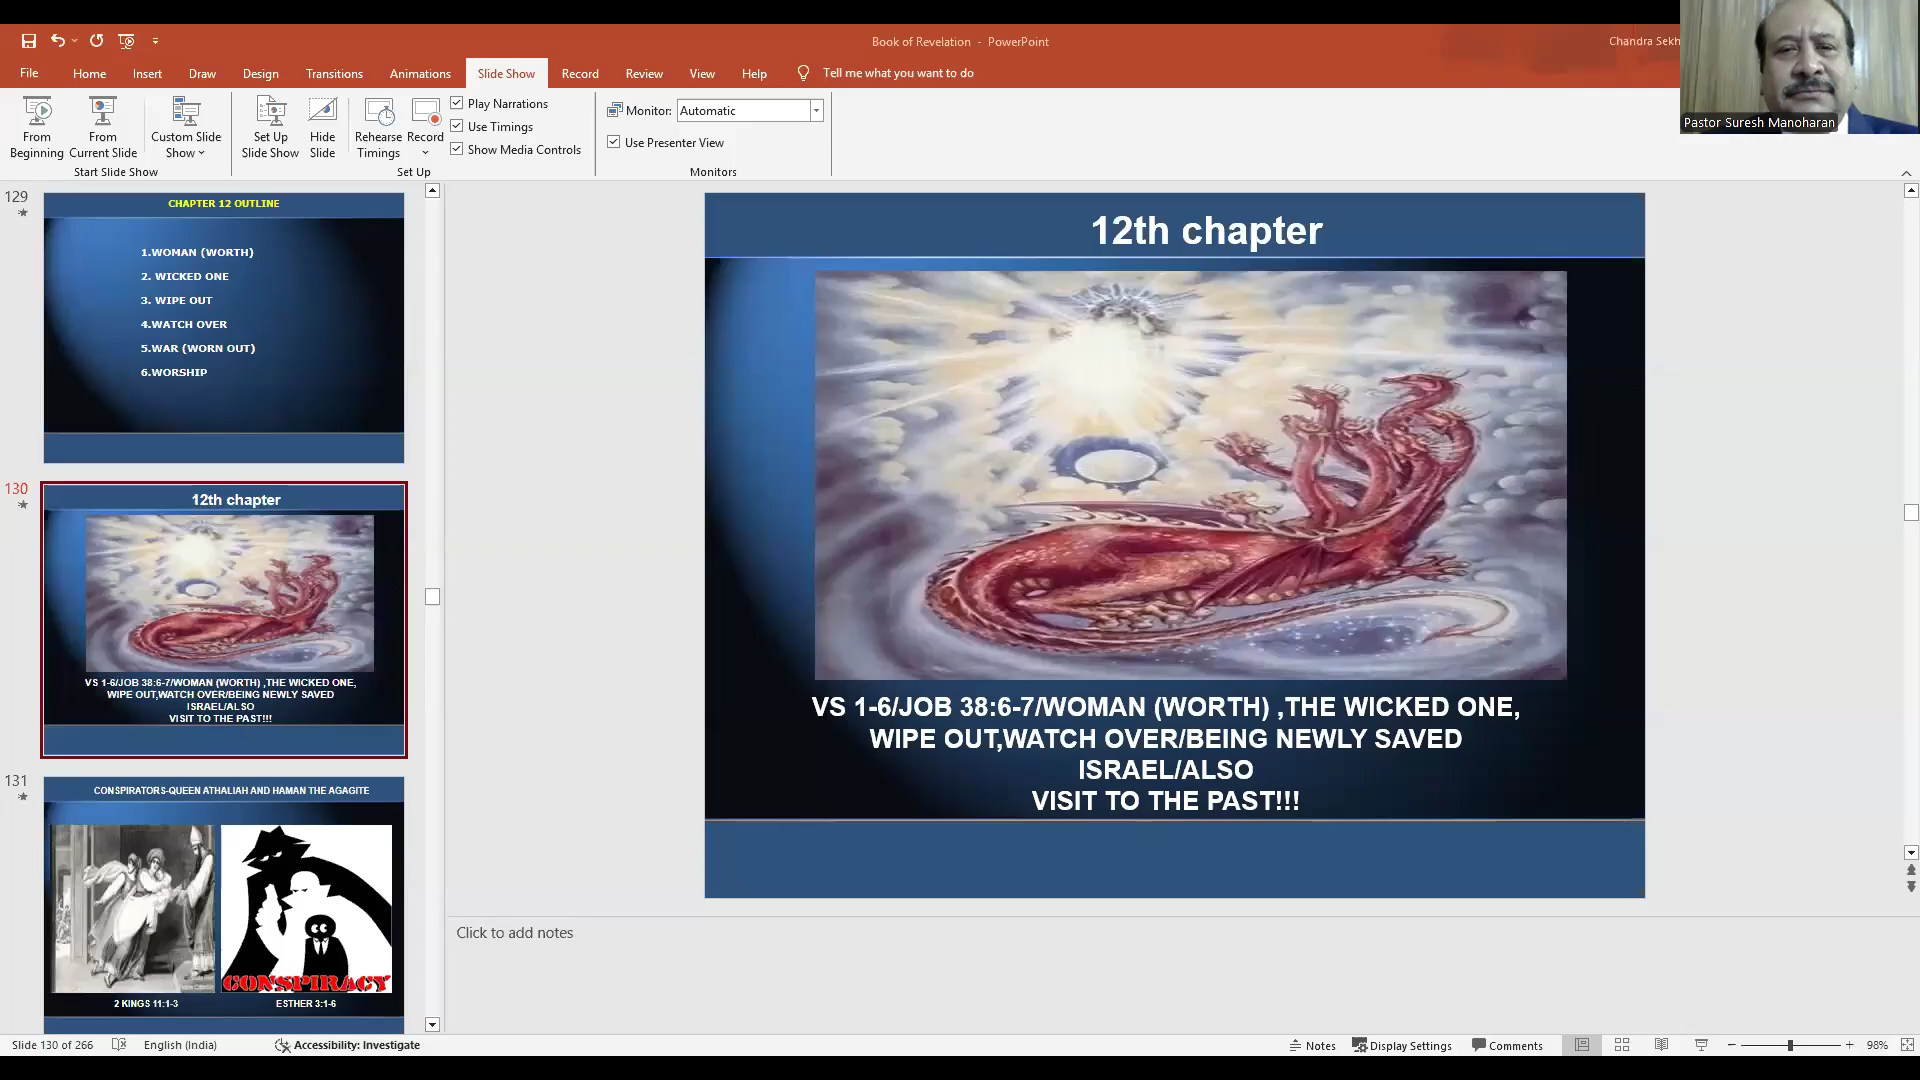 Book of Revelation - PowerPoint
Chandra Sekh
File Home Insert Draw Design Transitions Animations Slide Show Record Review View Help Tell me what you want to do
From Beginning
From Current Slide
Custom Slide Show
Start Slide Show
Set Up Slide Show
Hide Slide
Rehearse Timings
Record
Play Narrations
Use Timings
Show Media Controls
Set Up
Monitor: Automatic
Use Presenter View
Monitors
Pastor Suresh Manoharan
129
CHAPTER 12 OUTLINE
1.WOMAN (WORTH)
2. WICKED ONE
3. WIPE OUT
4.WATCH OVER
5.WAR (WORN OUT)
6.WORSHIP
130
12th chapter
VS 1-6/JOB 38:6-7/WOMAN (WORTH) ,THE WICKED ONE,
WIPE OUT,WATCH OVER/BEING NEWLY SAVED
ISRAEL/ALSO
VISIT TO THE PAST!!!
131
CONSPIRATORS-QUEEN ATHALIAH AND HAMAN THE AGAGITE
CONSPIRACY
2 KINGS 11:1-3
ESTHER 3:1-6
12th chapter
VS 1-6/JOB 38:6-7/WOMAN (WORTH) ,THE WICKED ONE,
WIPE OUT,WATCH OVER/BEING NEWLY SAVED
ISRAEL/ALSO
VISIT TO THE PAST!!!
Click to add notes
Slide 130 of 266 English (India) Accessibility: Investigate Notes Display Settings Comments 98%